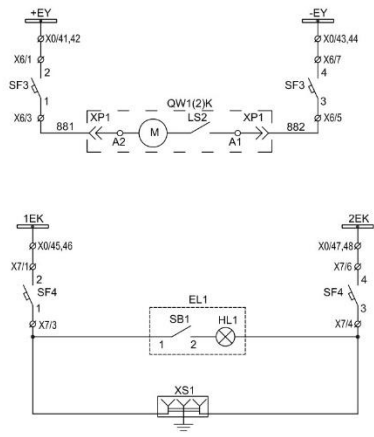 +EY -EY
X0/41,42 X0/43,44
X6/1 X6/7
2 4
SF3 SF3
1 3
QW1(2)K
X6/3 881 XP1 LS2 XP1 882 X6/5
M
A2 A1
1EK 2EK
X0/45,46 X0/47,48
X7/1 X7/6
2 4
SF4 SF4
EL1
1 3
SB1 HL1
X7/3 X7/4
1 2
XS1